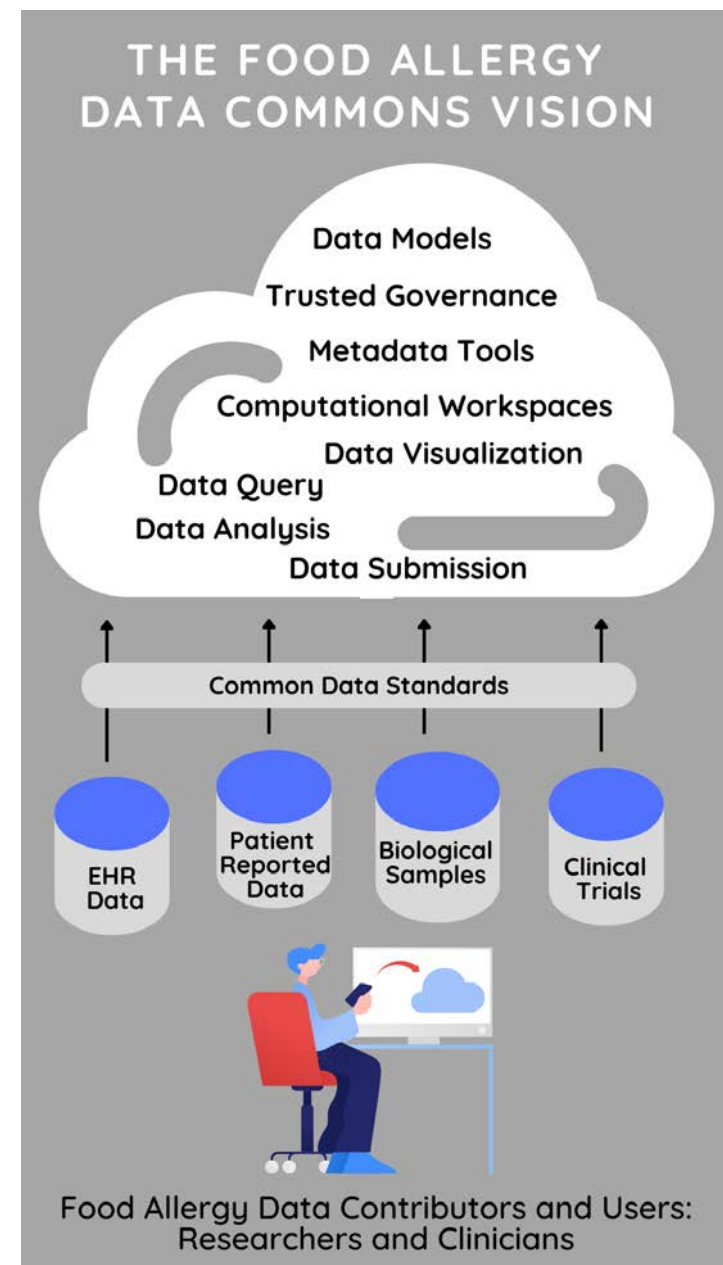 THE FOOD ALLERGY
DATA COMMONS VISION
Data Models
Trusted Governance
Metadata Tools
Computational Workspaces
Data Visualization
Data Query
Data Analysis
Data Submission
Common Data Standards
EHR
Data
Patient
Reported
Data
Biological
Samples
Clinical
Trials
Food Allergy Data Contributors and Users:
Researchers and Clinicians